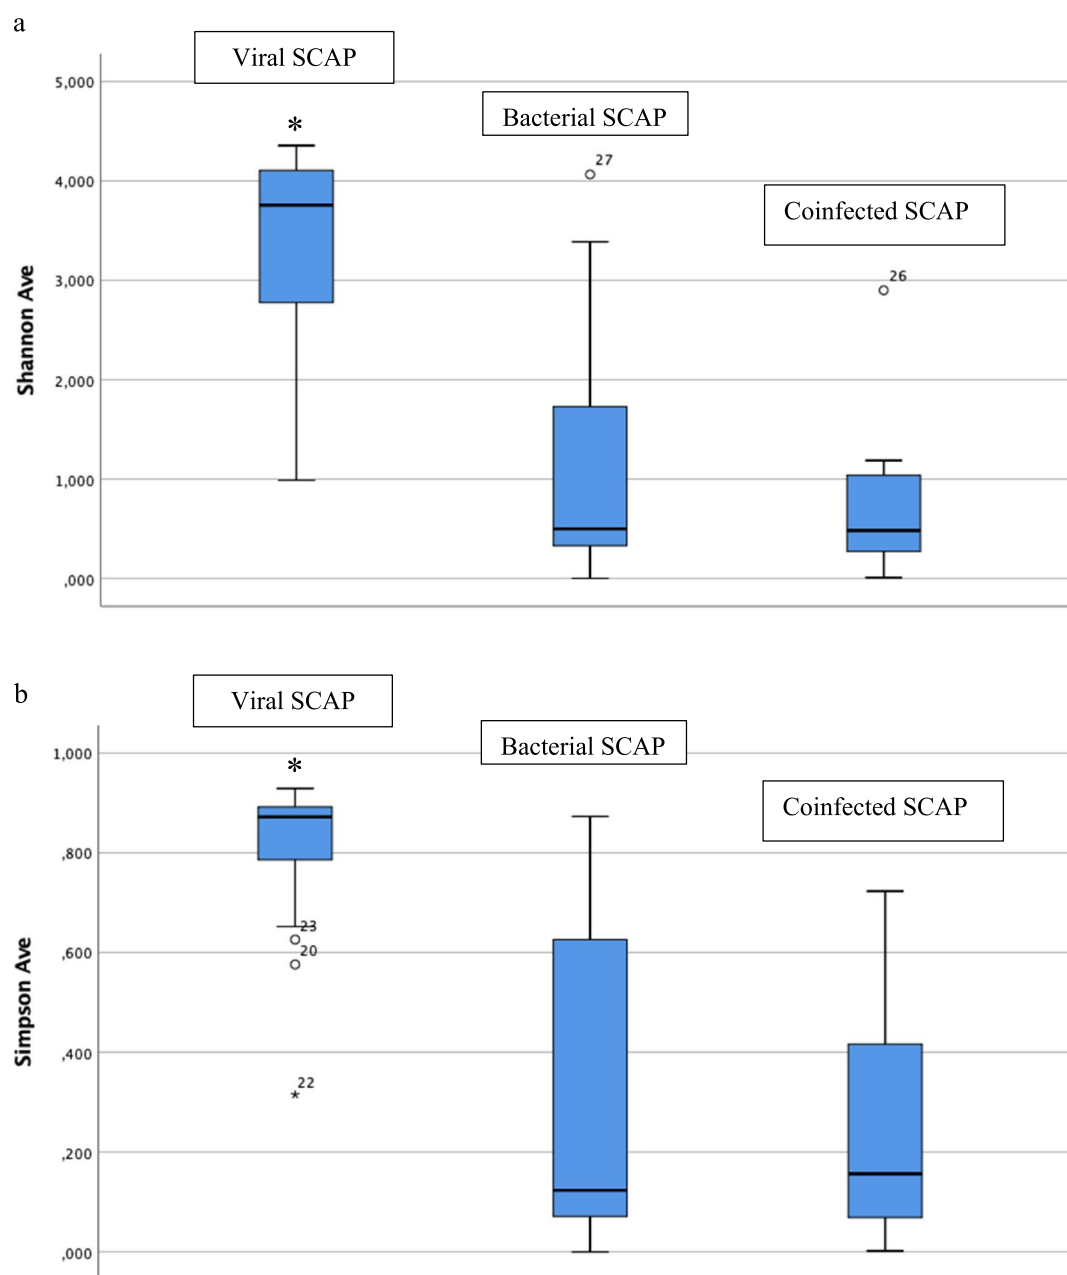 a
Viral SCAP
Bacterial SCAP
Coinfected SCAP
*
27
26
5,000
4,000
3,000
2,000
1,000
,000
Shannon Ave
b
Viral SCAP
Bacterial SCAP
Coinfected SCAP
*
23
20
22
*
1,000
,800
,600
,400
,200
,000
Simpson Ave